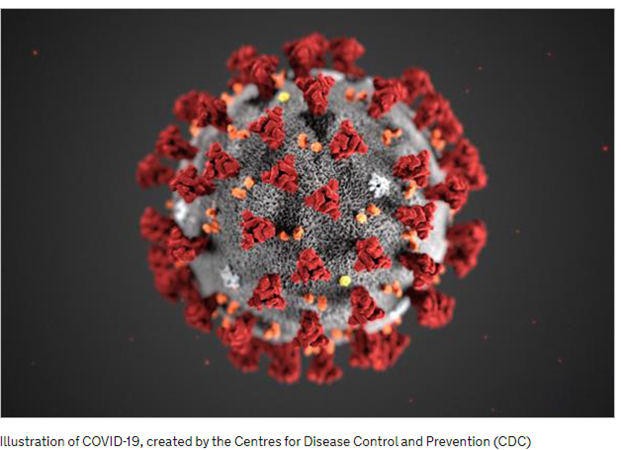 Illustration of COVID-19, created by the Centres for Disease Control and Prevention (CDC)